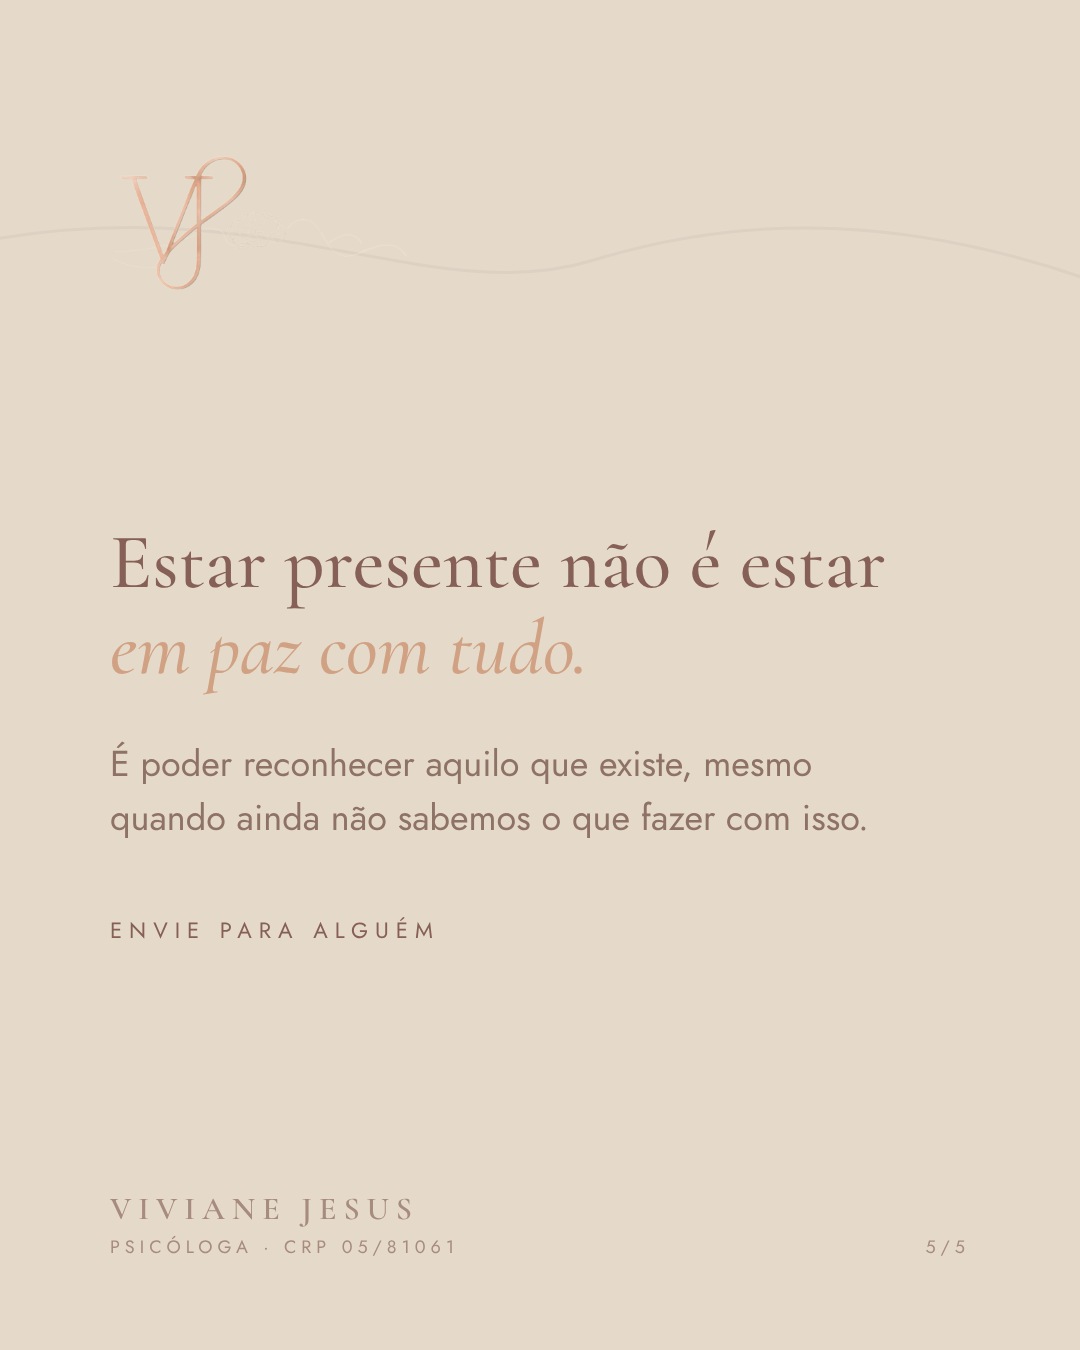 VJ
Estar presente não é estar
em paz com tudo.
É poder reconhecer aquilo que existe, mesmo
quando ainda não sabemos o que fazer com isso.
ENVIE PARA ALGUÉM
VIVIANE JESUS
PSICÓLOGA · CRP 05/81061
5/5